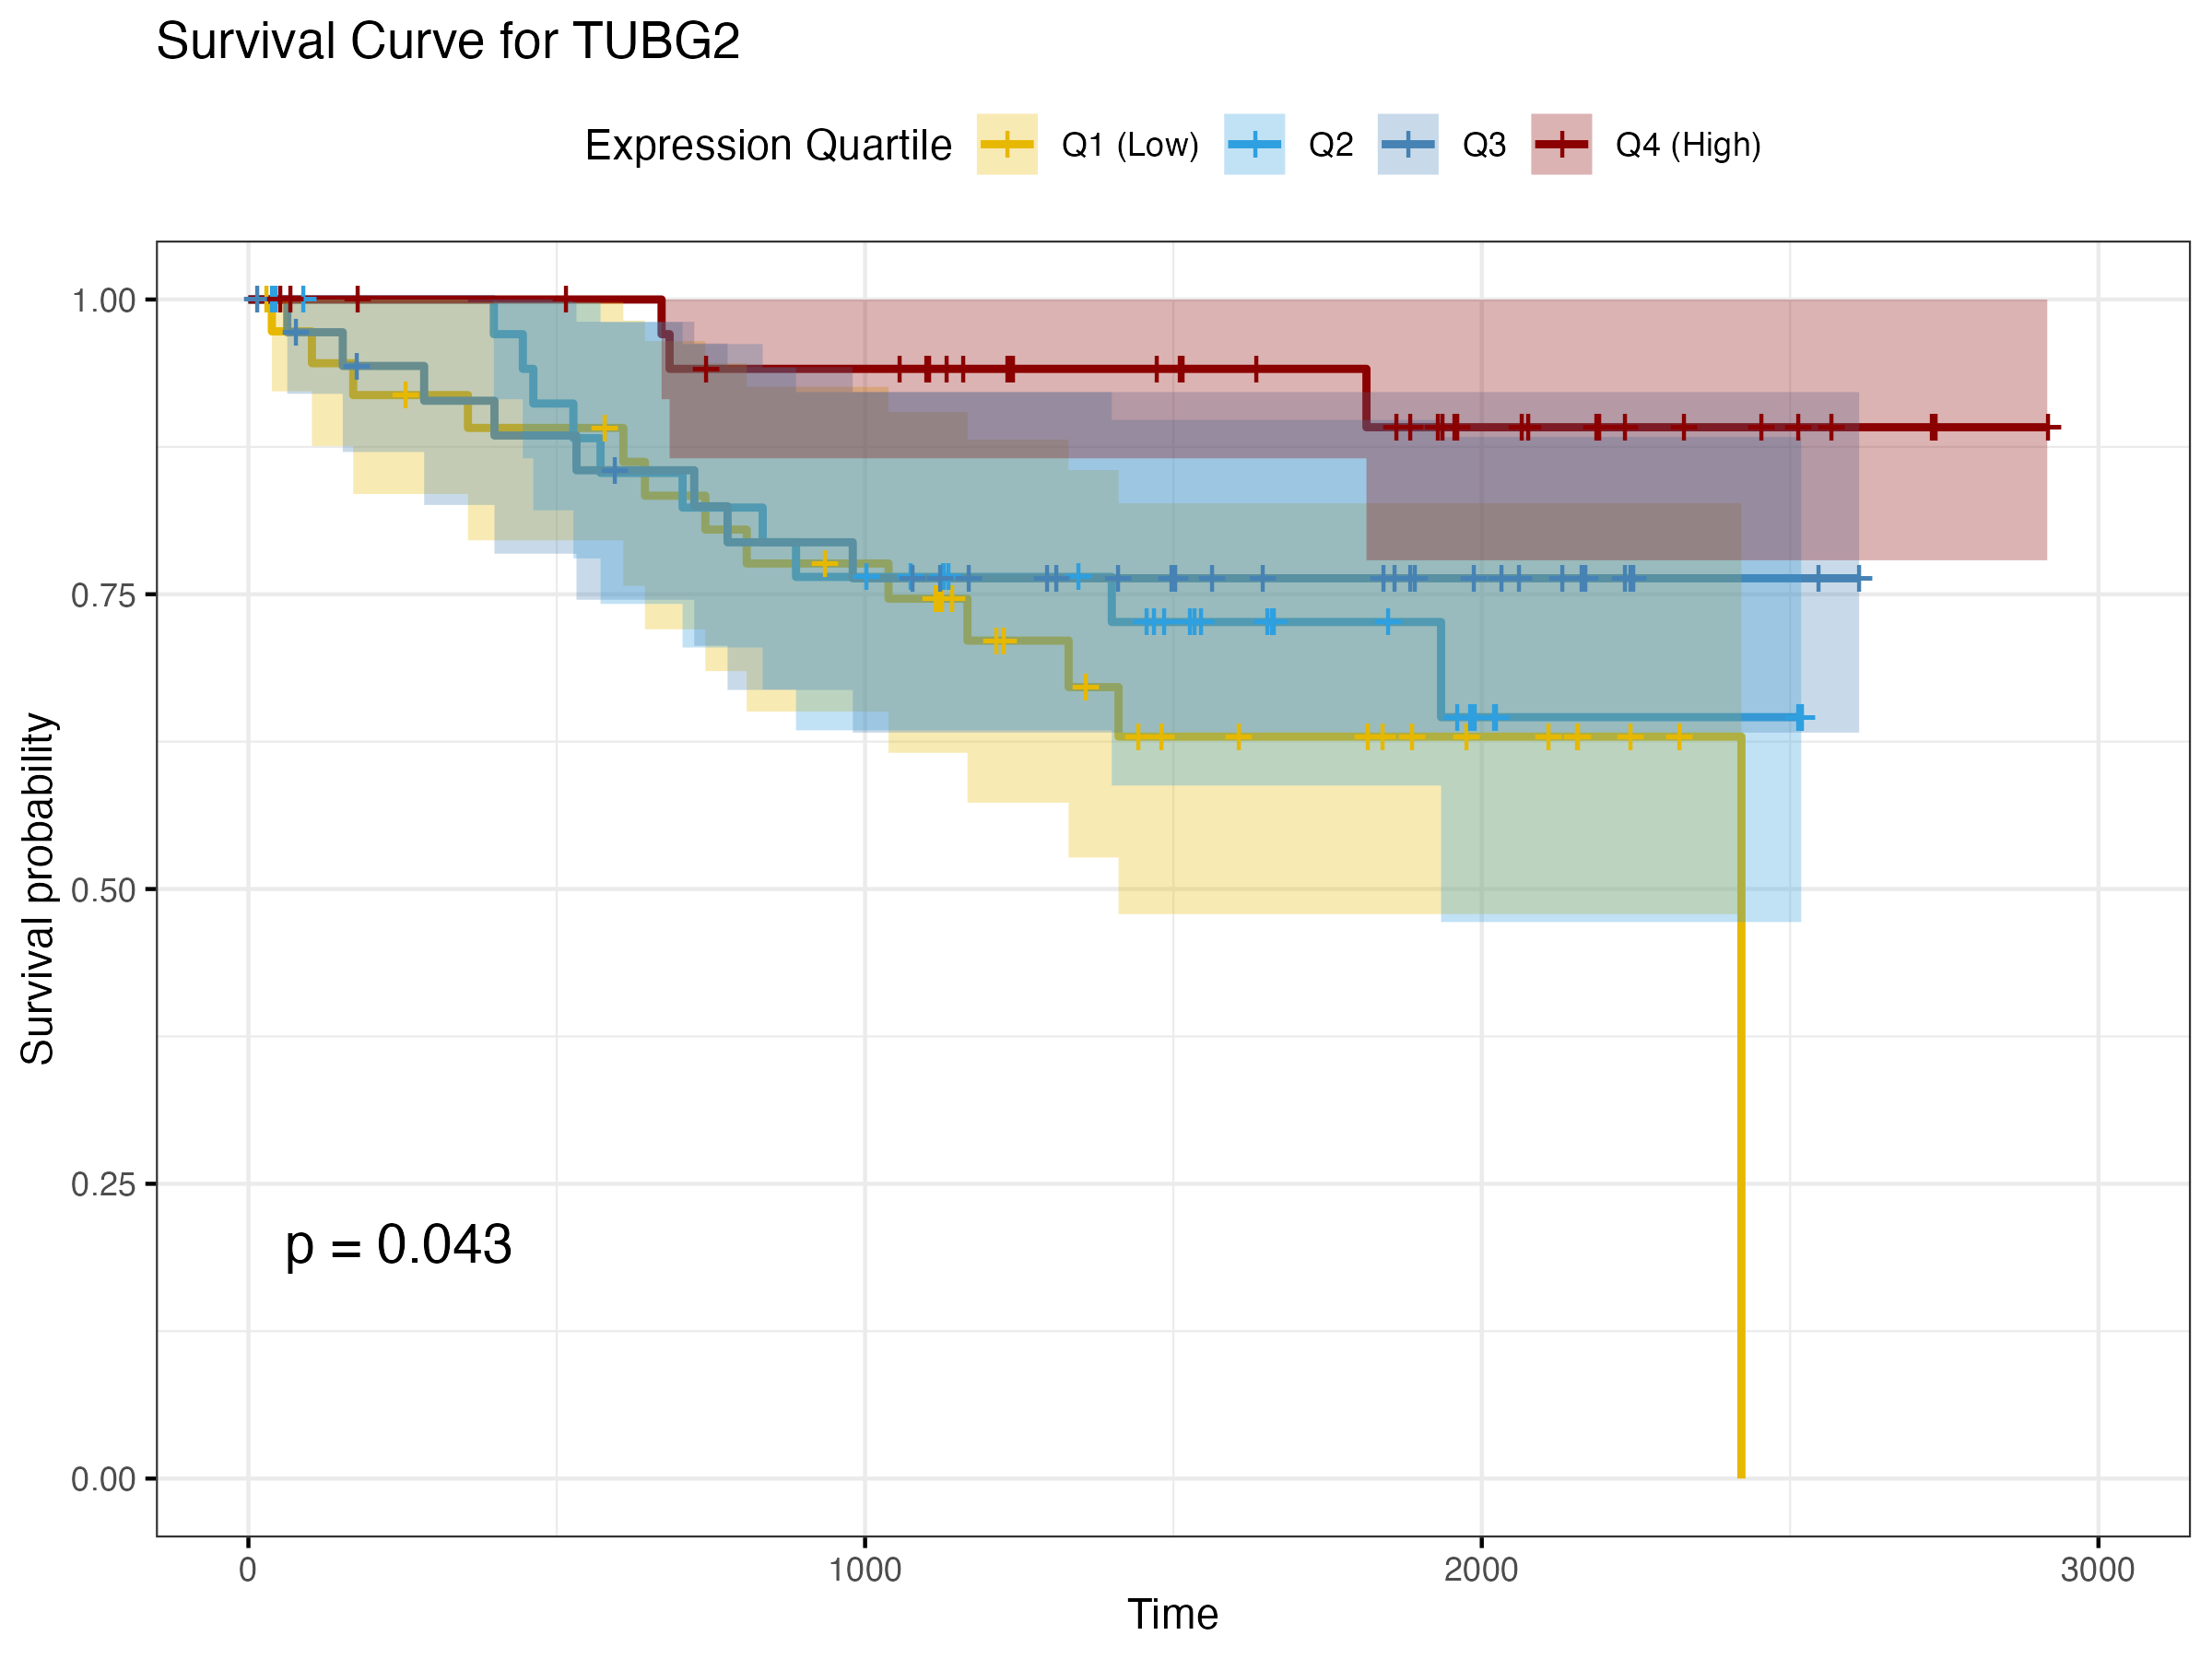 Survival Curve for TUBG2
Expression Quartile Q1 (Low) Q2 Q3 Q4 (High)
Survival probability
1.00
0.75
0.50
0.25
0.00
p = 0.043
0 1000 2000 3000
Time